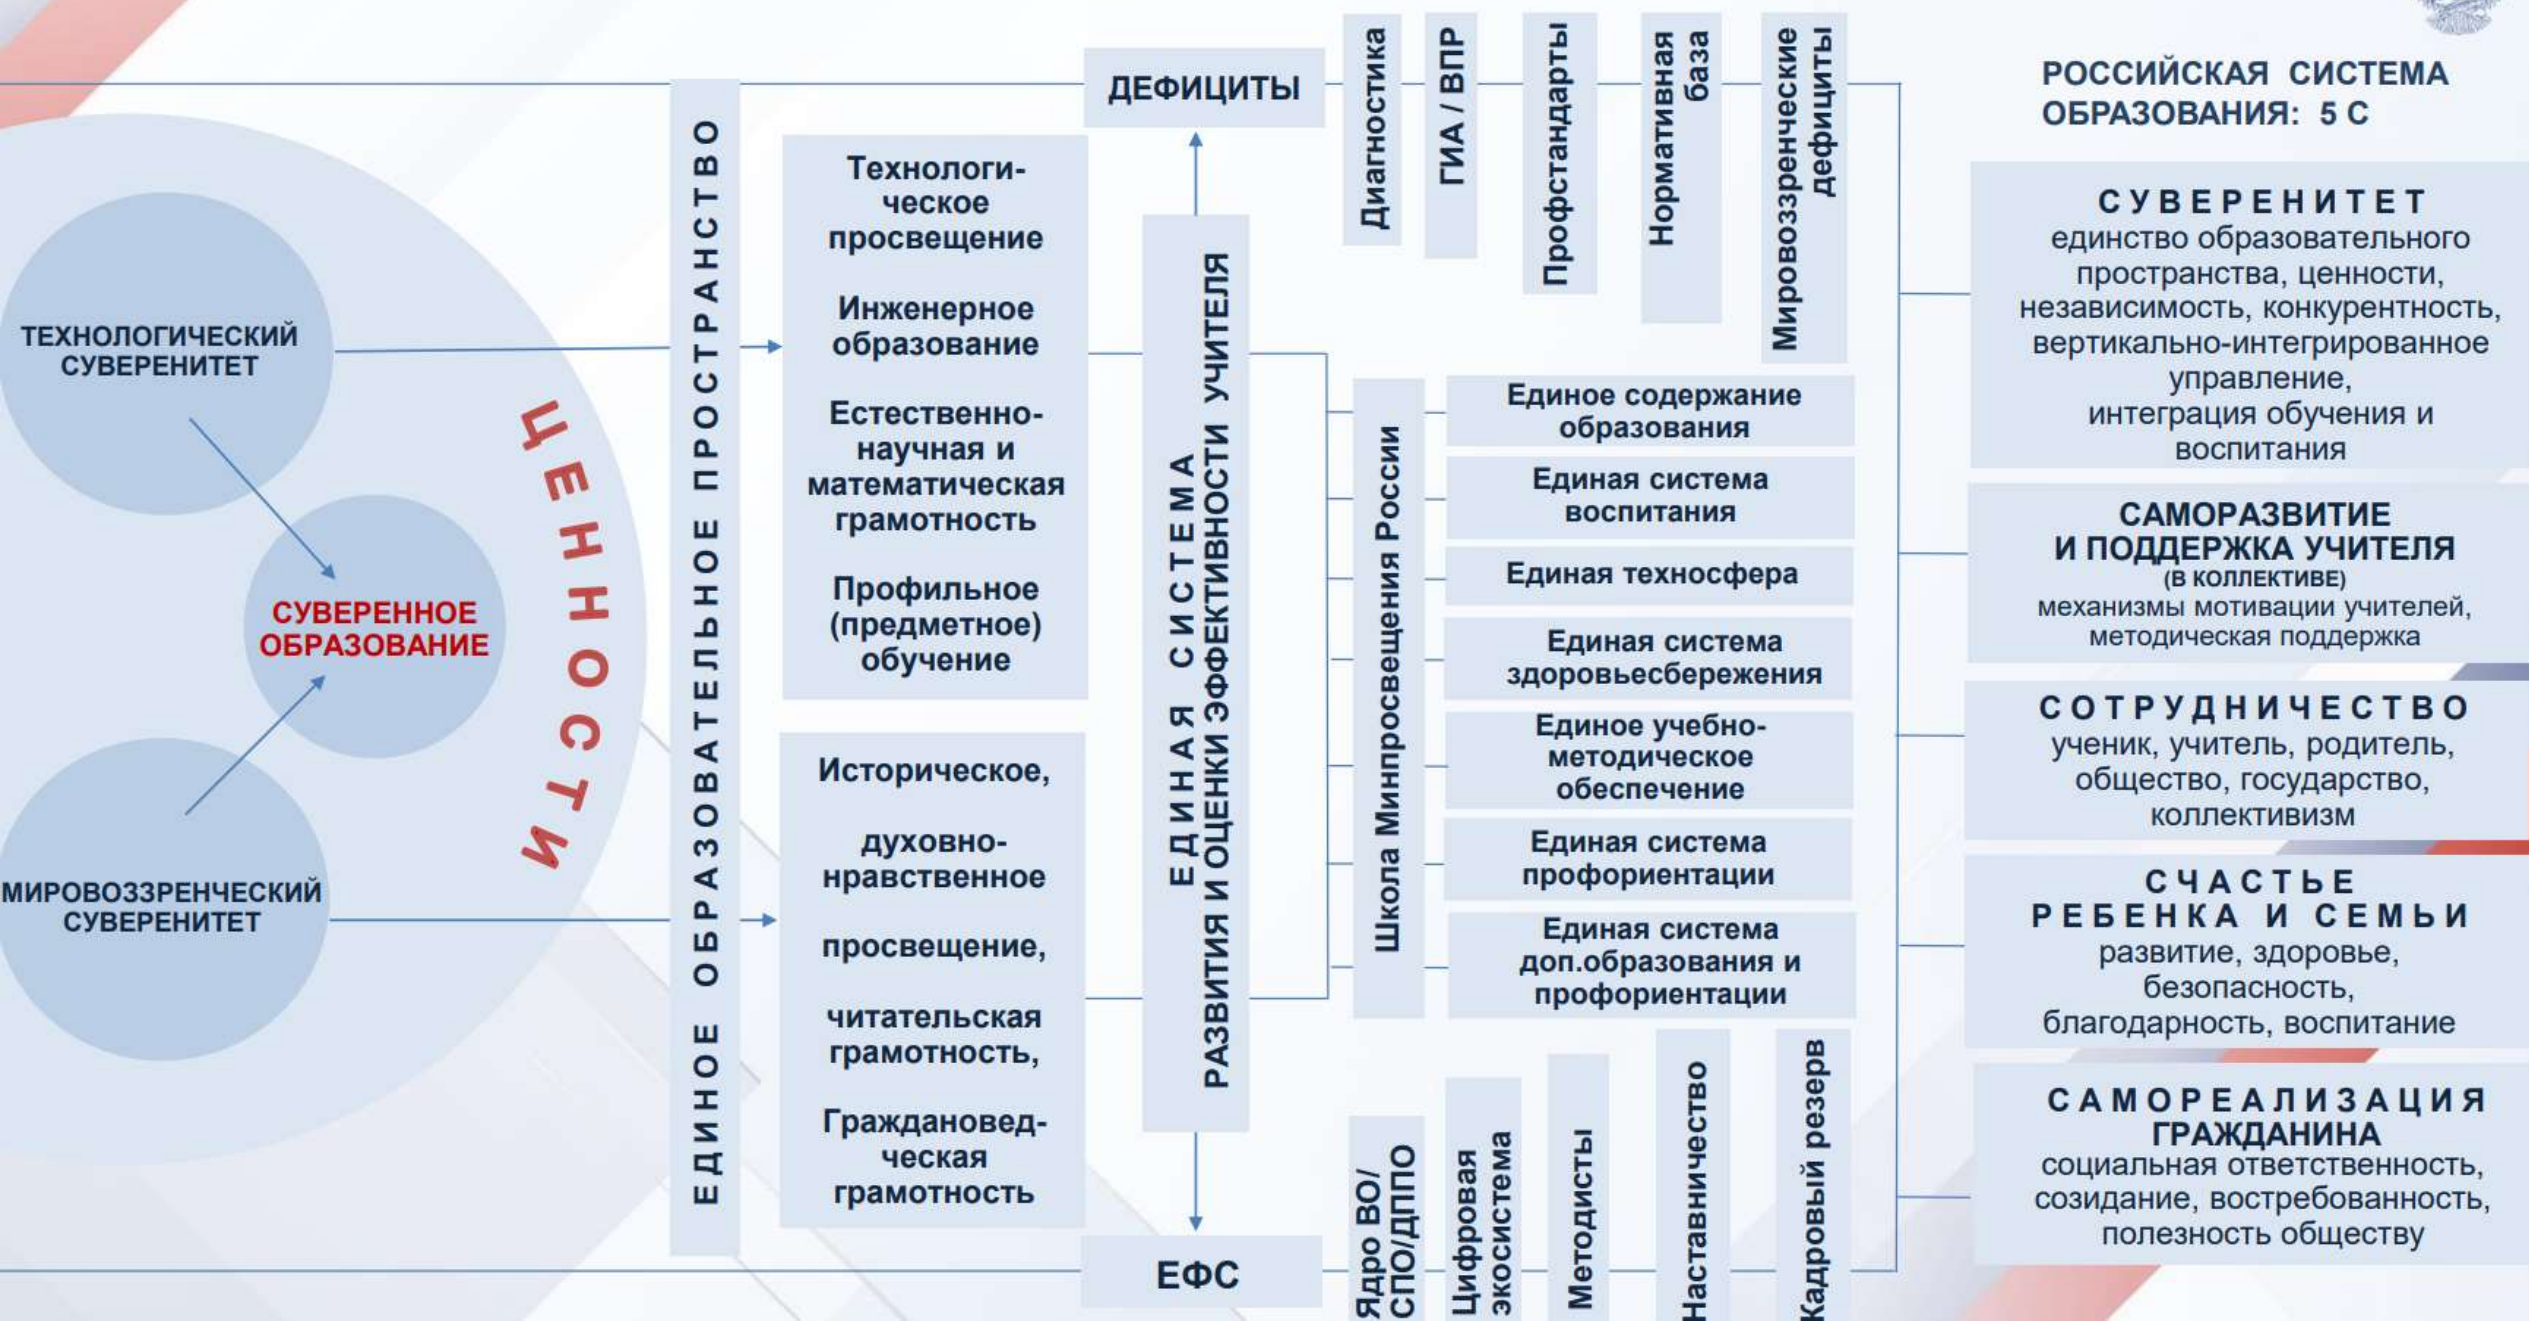 ТЕХНОЛОГИЧЕСКИЙ
СУВЕРЕНИТЕТ
СУВЕРЕННОЕ
ОБРАЗОВАНИЕ
МИРОВОЗЗРЕНЧЕСКИЙ
СУВЕРЕНИТЕТ
ЦЕННОСТИ
ЕДИНОЕ ОБРАЗОВАТЕЛЬНОЕ ПРОСТРАНСТВО
Технологи-
ческое
просвещение
Инженерное
образование
Естественно-
научная и
математическая
грамотность
Профильное
(предметное)
обучение
Историческое,
духовно-
нравственное
просвещение,
читательская
грамотность,
Граждановед-
ческая
грамотность
ДЕФИЦИТЫ
ЕДИНАЯ СИСТЕМА
РАЗВИТИЯ И ОЦЕНКИ ЭФФЕКТИВНОСТИ УЧИТЕЛЯ
ЕФС
Диагностика
ГИА / ВПР
Профстандарты
Нормативная
база
Мировоззренческие
дефициты
Школа Минпросвещения России
Единое содержание
образования
Единая система
воспитания
Единая техносфера
Единая система
здоровьесбережения
Единое учебно-
методическое
обеспечение
Единая система
профориентации
Единая система
доп.образования и
профориентации
Ядро ВО/
СПО/ДППО
Цифровая
экосистема
Методисты
Наставничество
Кадровый резерв
РОССИЙСКАЯ СИСТЕМА
ОБРАЗОВАНИЯ: 5 С
СУВЕРЕНИТЕТ
единство образовательного
пространства, ценности,
независимость, конкурентность,
вертикально-интегрированное
управление,
интеграция обучения и
воспитания
САМОРАЗВИТИЕ
И ПОДДЕРЖКА УЧИТЕЛЯ
(В КОЛЛЕКТИВЕ)
механизмы мотивации учителей,
методическая поддержка
СОТРУДНИЧЕСТВО
ученик, учитель, родитель,
общество, государство,
коллективизм
СЧАСТЬЕ
РЕБЕНКА И СЕМЬИ
развитие, здоровье,
безопасность,
благодарность, воспитание
САМОРЕАЛИЗАЦИЯ
ГРАЖДАНИНА
социальная ответственность,
созидание, востребованность,
полезность обществу